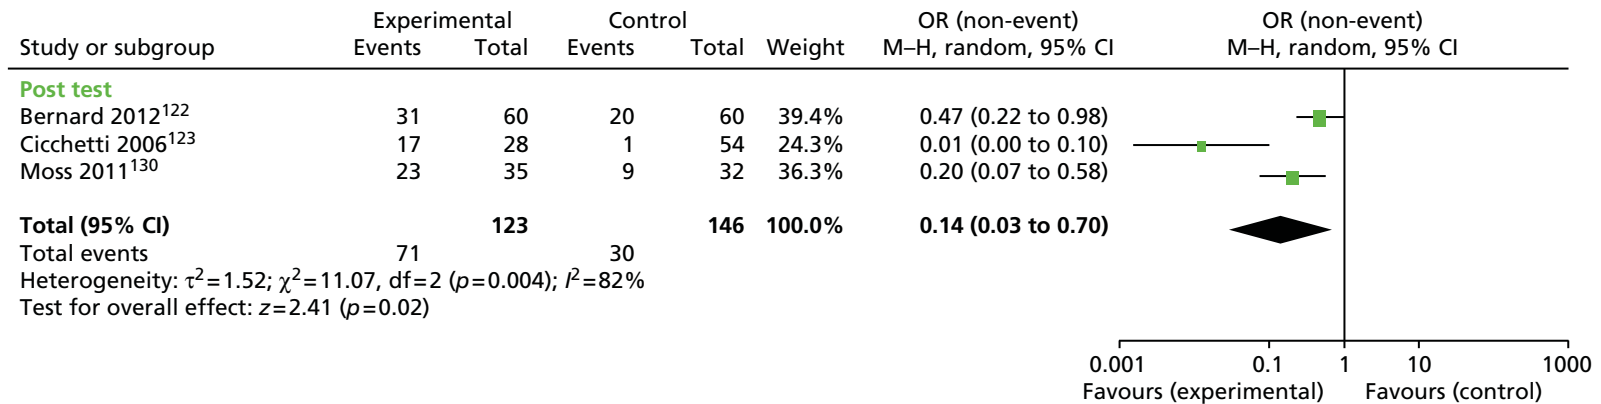 Experimental Control OR (non-event) OR (non-event)
Study or subgroup Events Total Events Total Weight M–H, random, 95% CI M–H, random, 95% CI
Post test
Bernard 2012¹²² 31 60 20 60 39.4% 0.47 (0.22 to 0.98)
Cicchetti 2006¹²³ 17 28 1 54 24.3% 0.01 (0.00 to 0.10)
Moss 2011¹³⁰ 23 35 9 32 36.3% 0.20 (0.07 to 0.58)
Total (95% CI) 123 146 100.0% 0.14 (0.03 to 0.70)
Total events 71 30
Heterogeneity: τ²=1.52; χ²=11.07, df=2 (p=0.004); I²=82%
Test for overall effect: z=2.41 (p=0.02)
0.001 0.1 1 10 1000
Favours (experimental) Favours (control)